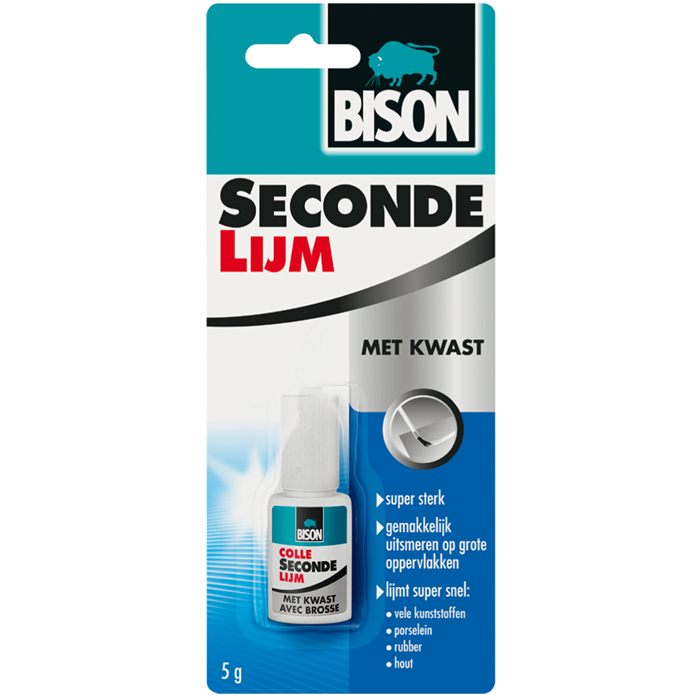 BISON
SECONDE
LIJM
MET KWAST
super sterk
gemakkelijk
uitsmeren op grote
oppervlakken
lijmt super snel:
• vele kunststoffen
• porselein
• rubber
• hout
BISON
COLLE
SECONDE
LIJM
MET KWAST
AVEC BROSSE
5 g